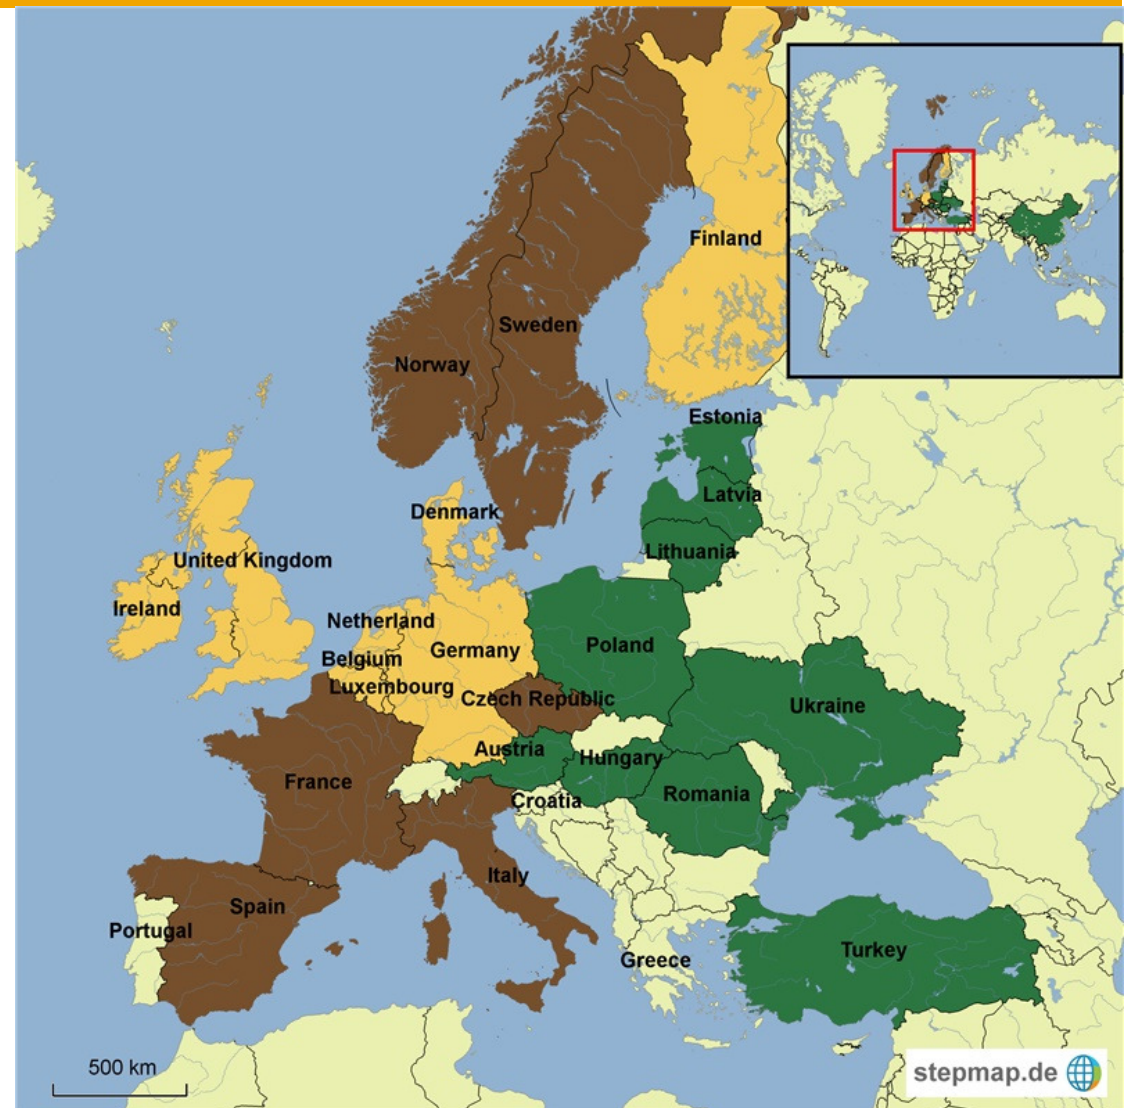 Finland
Sweden
Norway
Estonia
Latvia
Denmark
Lithuania
United Kingdom
Ireland
Netherland
Germany
Poland
Belgium
Luxembourg
Czech Republic
Ukraine
Austria
Hungary
France
Romania
Croatia
Italy
Spain
Portugal
Turkey
Greece
500 km
stepmap.de